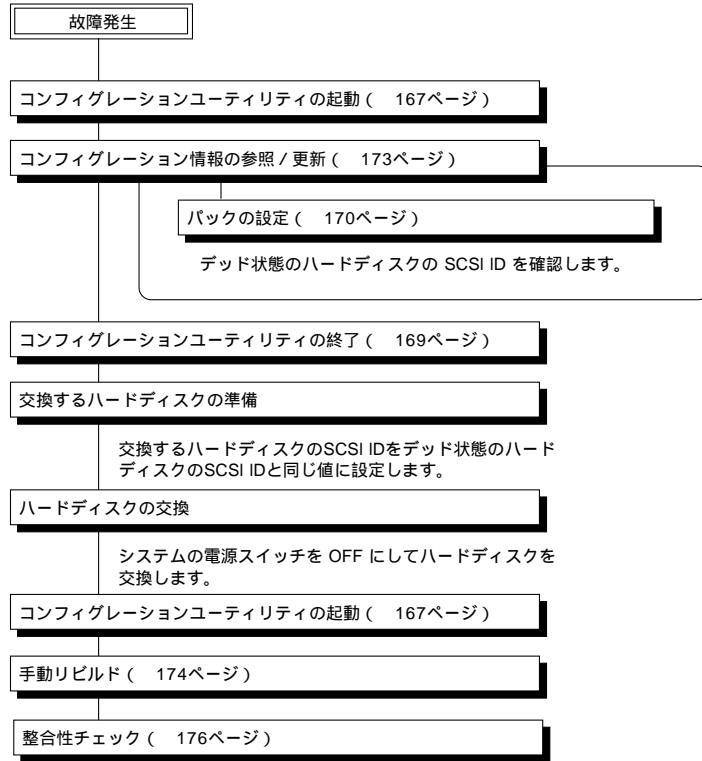 故障発生
コンフィグレーションユーティリティの起動（　167ページ）
コンフィグレーション情報の参照／更新（　173ページ）
パックの設定（　170ページ）
デッド状態のハードディスクの SCSI ID を確認します。
コンフィグレーションユーティリティの終了（　169ページ）
交換するハードディスクの準備
交換するハードディスクのSCSI IDをデッド状態のハード
ディスクのSCSI IDと同じ値に設定します。
ハードディスクの交換
システムの電源スイッチを OFF にしてハードディスクを
交換します。
コンフィグレーションユーティリティの起動（　167ページ）
手動リビルド（　174ページ）
整合性チェック（　176ページ）